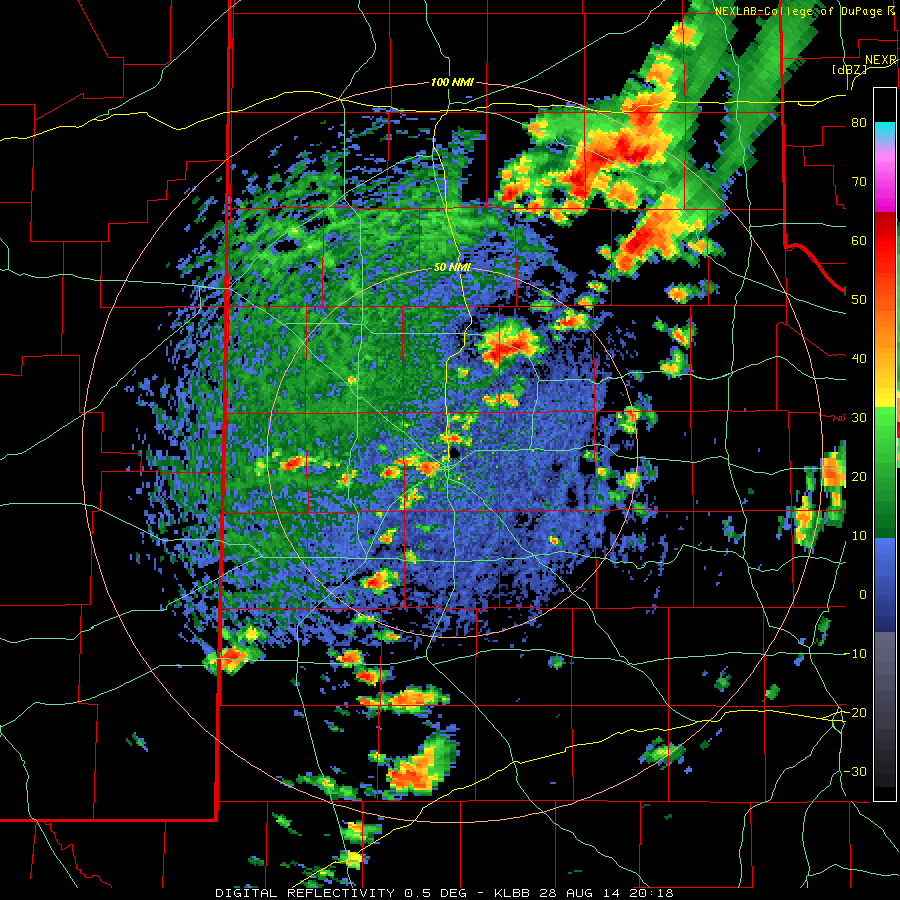 NEXLAB-College of DuPage
NEXR
[dBZ]
100 NMI
80
70
60
50 NMI
50
40
30
20
10
0
-10
-20
-30
DIGITAL REFLECTIVITY 0.5 DEG - KLBB 28 AUG 14 20:18